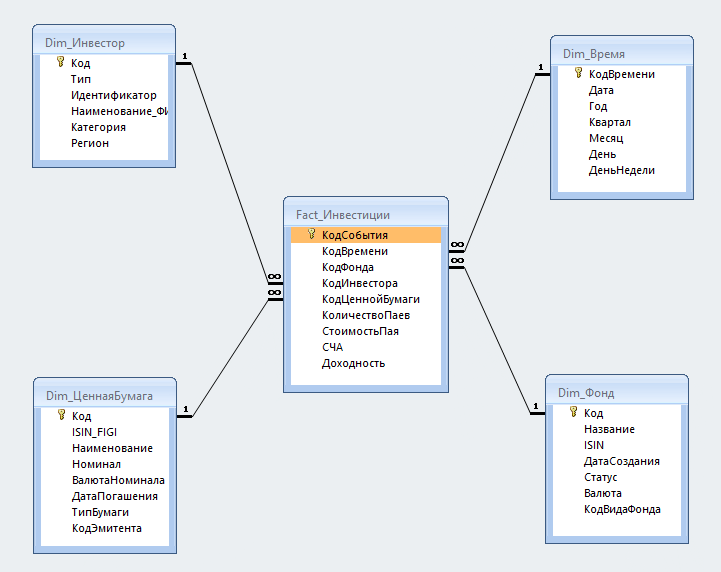 Dim_Инвестор
Код
Тип
Идентификатор
Наименование_ФИ
Категория
Регион
1
Dim_Время
КодВремени
Дата
Год
Квартал
Месяц
День
ДеньНедели
1
Fact_Инвестиции
КодСобытия
КодВремени
КодФонда
КодИнвестора
КодЦеннойБумаги
КоличествоПаев
СтоимостьПая
СЧА
Доходность
∞
∞
∞
∞
Dim_ЦеннаяБумага
Код
ISIN_FIGI
Наименование
Номинал
ВалютаНоминала
ДатаПогашения
ТипБумаги
КодЭмитента
1
Dim_Фонд
Код
Название
ISIN
ДатаСоздания
Статус
Валюта
КодВидаФонда
1